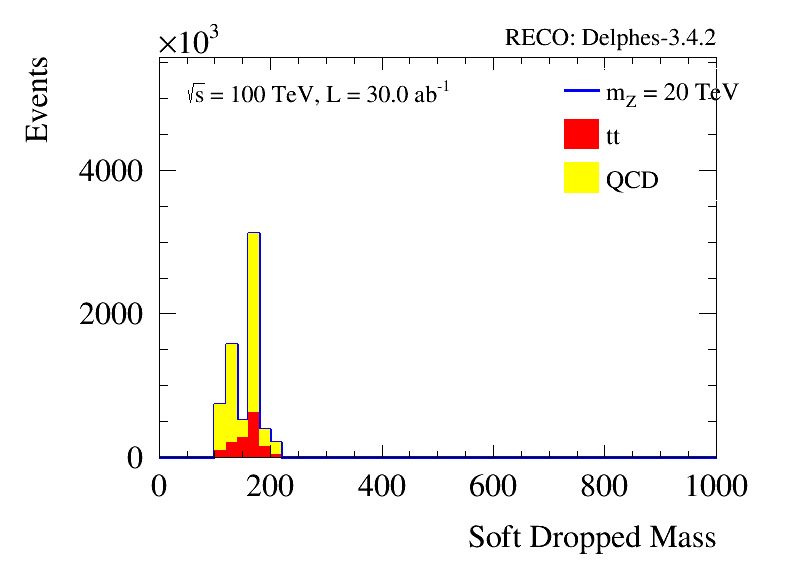 ×10³
RECO: Delphes-3.4.2
Events
√s = 100 TeV, L = 30.0 ab⁻¹
m_Z = 20 TeV
tt
QCD
4000
2000
0
0 200 400 600 800 1000
Soft Dropped Mass